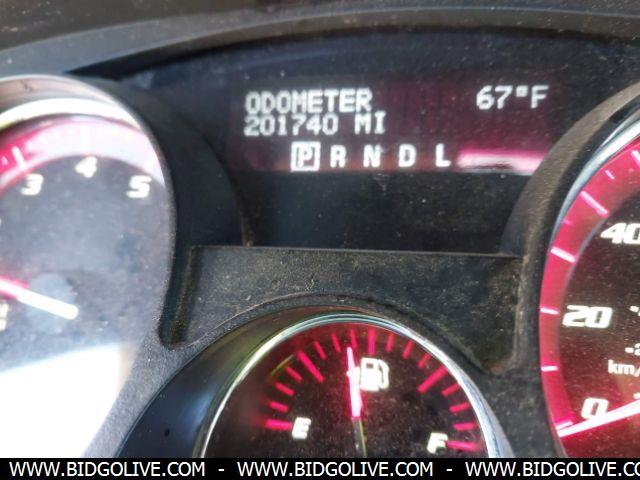 ODOMETER 67°F
201740 MI
P R N D L
3 4 5
40
20
0
km/
E F
WWW.BIDGOLIVE.COM - WWW.BIDGOLIVE.COM - WWW.BIDGOLIVE.COM